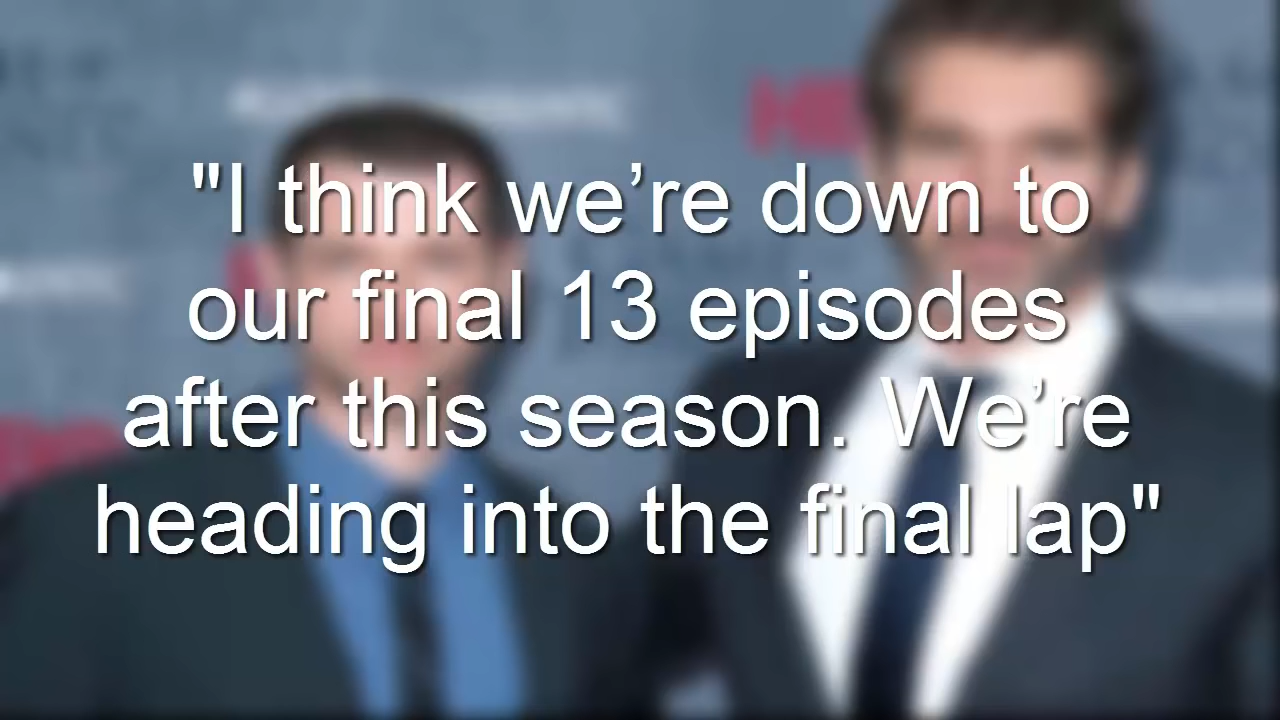 "I think we’re down to
our final 13 episodes
after this season. We’re
heading into the final lap"